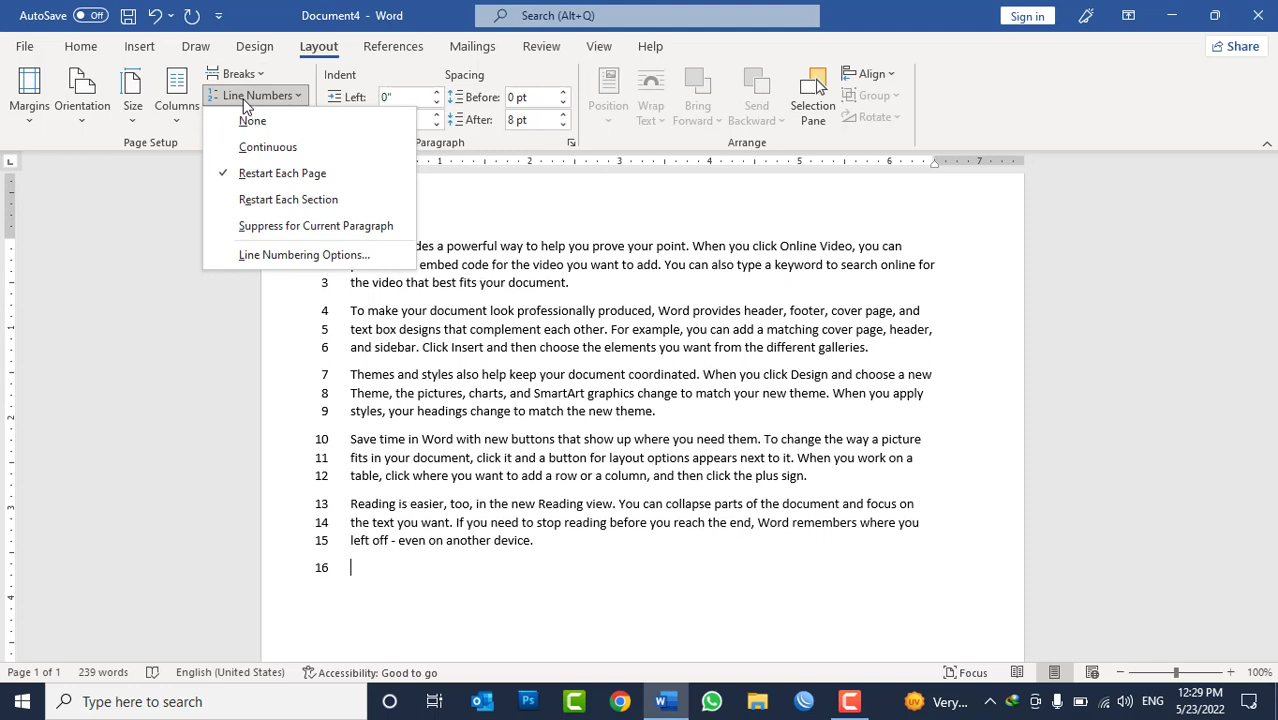 AutoSave Off Document4 - Word Search (Alt+Q) Sign in
File Home Insert Draw Design Layout References Mailings Review View Help Share
Margins Orientation Size Columns
Breaks
Line Numbers
Page Setup
Indent Spacing
Left: 0" Before: 0 pt
After: 8 pt
Paragraph
Position Wrap Text Bring Forward Send Backward Selection Pane
Align
Group
Rotate
Arrange
None
Continuous
Restart Each Page
Restart Each Section
Suppress for Current Paragraph
Line Numbering Options...
1 2 3 4 5 6 7
a powerful way to help you prove your point. When you click Online Video, you can
embed code for the video you want to add. You can also type a keyword to search online for
3 the video that best fits your document.
4 To make your document look professionally produced, Word provides header, footer, cover page, and
5 text box designs that complement each other. For example, you can add a matching cover page, header,
6 and sidebar. Click Insert and then choose the elements you want from the different galleries.
7 Themes and styles also help keep your document coordinated. When you click Design and choose a new
8 Theme, the pictures, charts, and SmartArt graphics change to match your new theme. When you apply
9 styles, your headings change to match the new theme.
10 Save time in Word with new buttons that show up where you need them. To change the way a picture
11 fits in your document, click it and a button for layout options appears next to it. When you work on a
12 table, click where you want to add a row or a column, and then click the plus sign.
13 Reading is easier, too, in the new Reading view. You can collapse parts of the document and focus on
14 the text you want. If you need to stop reading before you reach the end, Word remembers where you
15 left off - even on another device.
16
Page 1 of 1 239 words English (United States) Accessibility: Good to go Focus 100%
Type here to search Ps Very... ENG 12:29 PM
5/23/2022